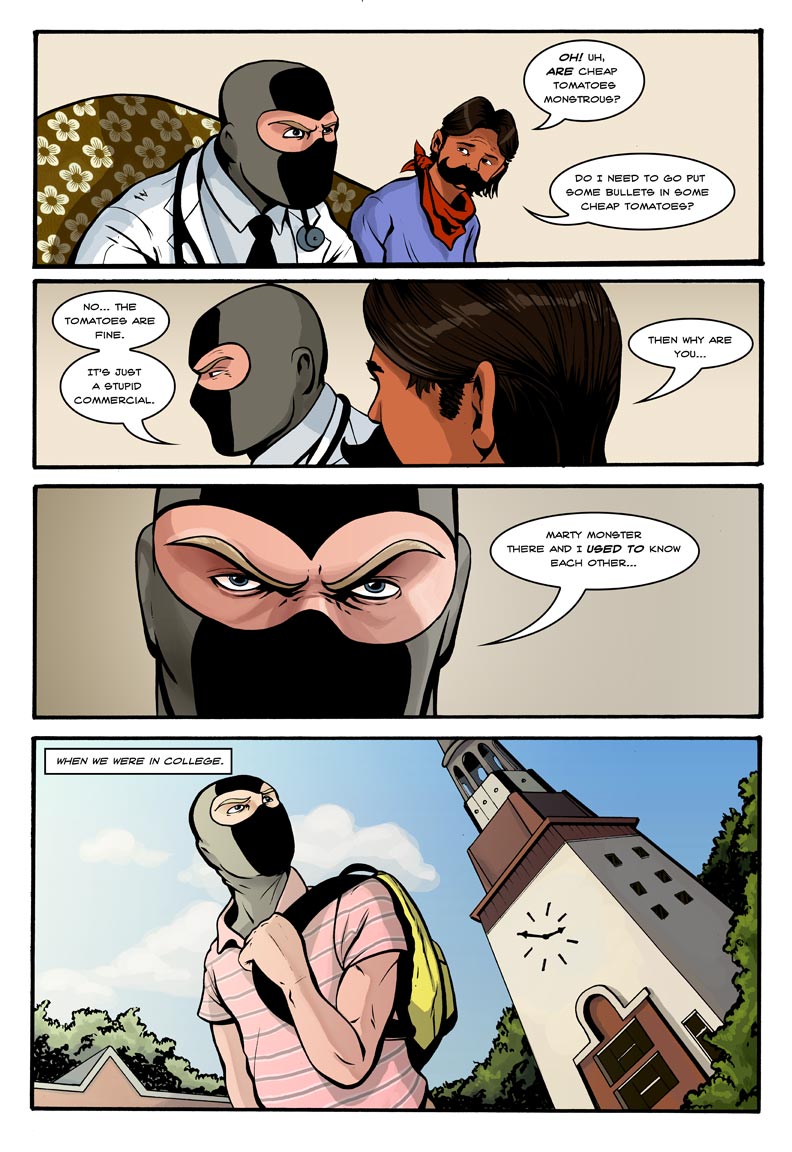 OH! UH,
ARE CHEAP
TOMATOES
MONSTROUS?
DO I NEED TO GO PUT
SOME BULLETS IN SOME
CHEAP TOMATOES?
NO... THE
TOMATOES ARE
FINE.
IT'S JUST
A STUPID
COMMERCIAL.
THEN WHY ARE
YOU...
MARTY MONSTER
THERE AND I USED TO KNOW
EACH OTHER...
WHEN WE WERE IN COLLEGE.